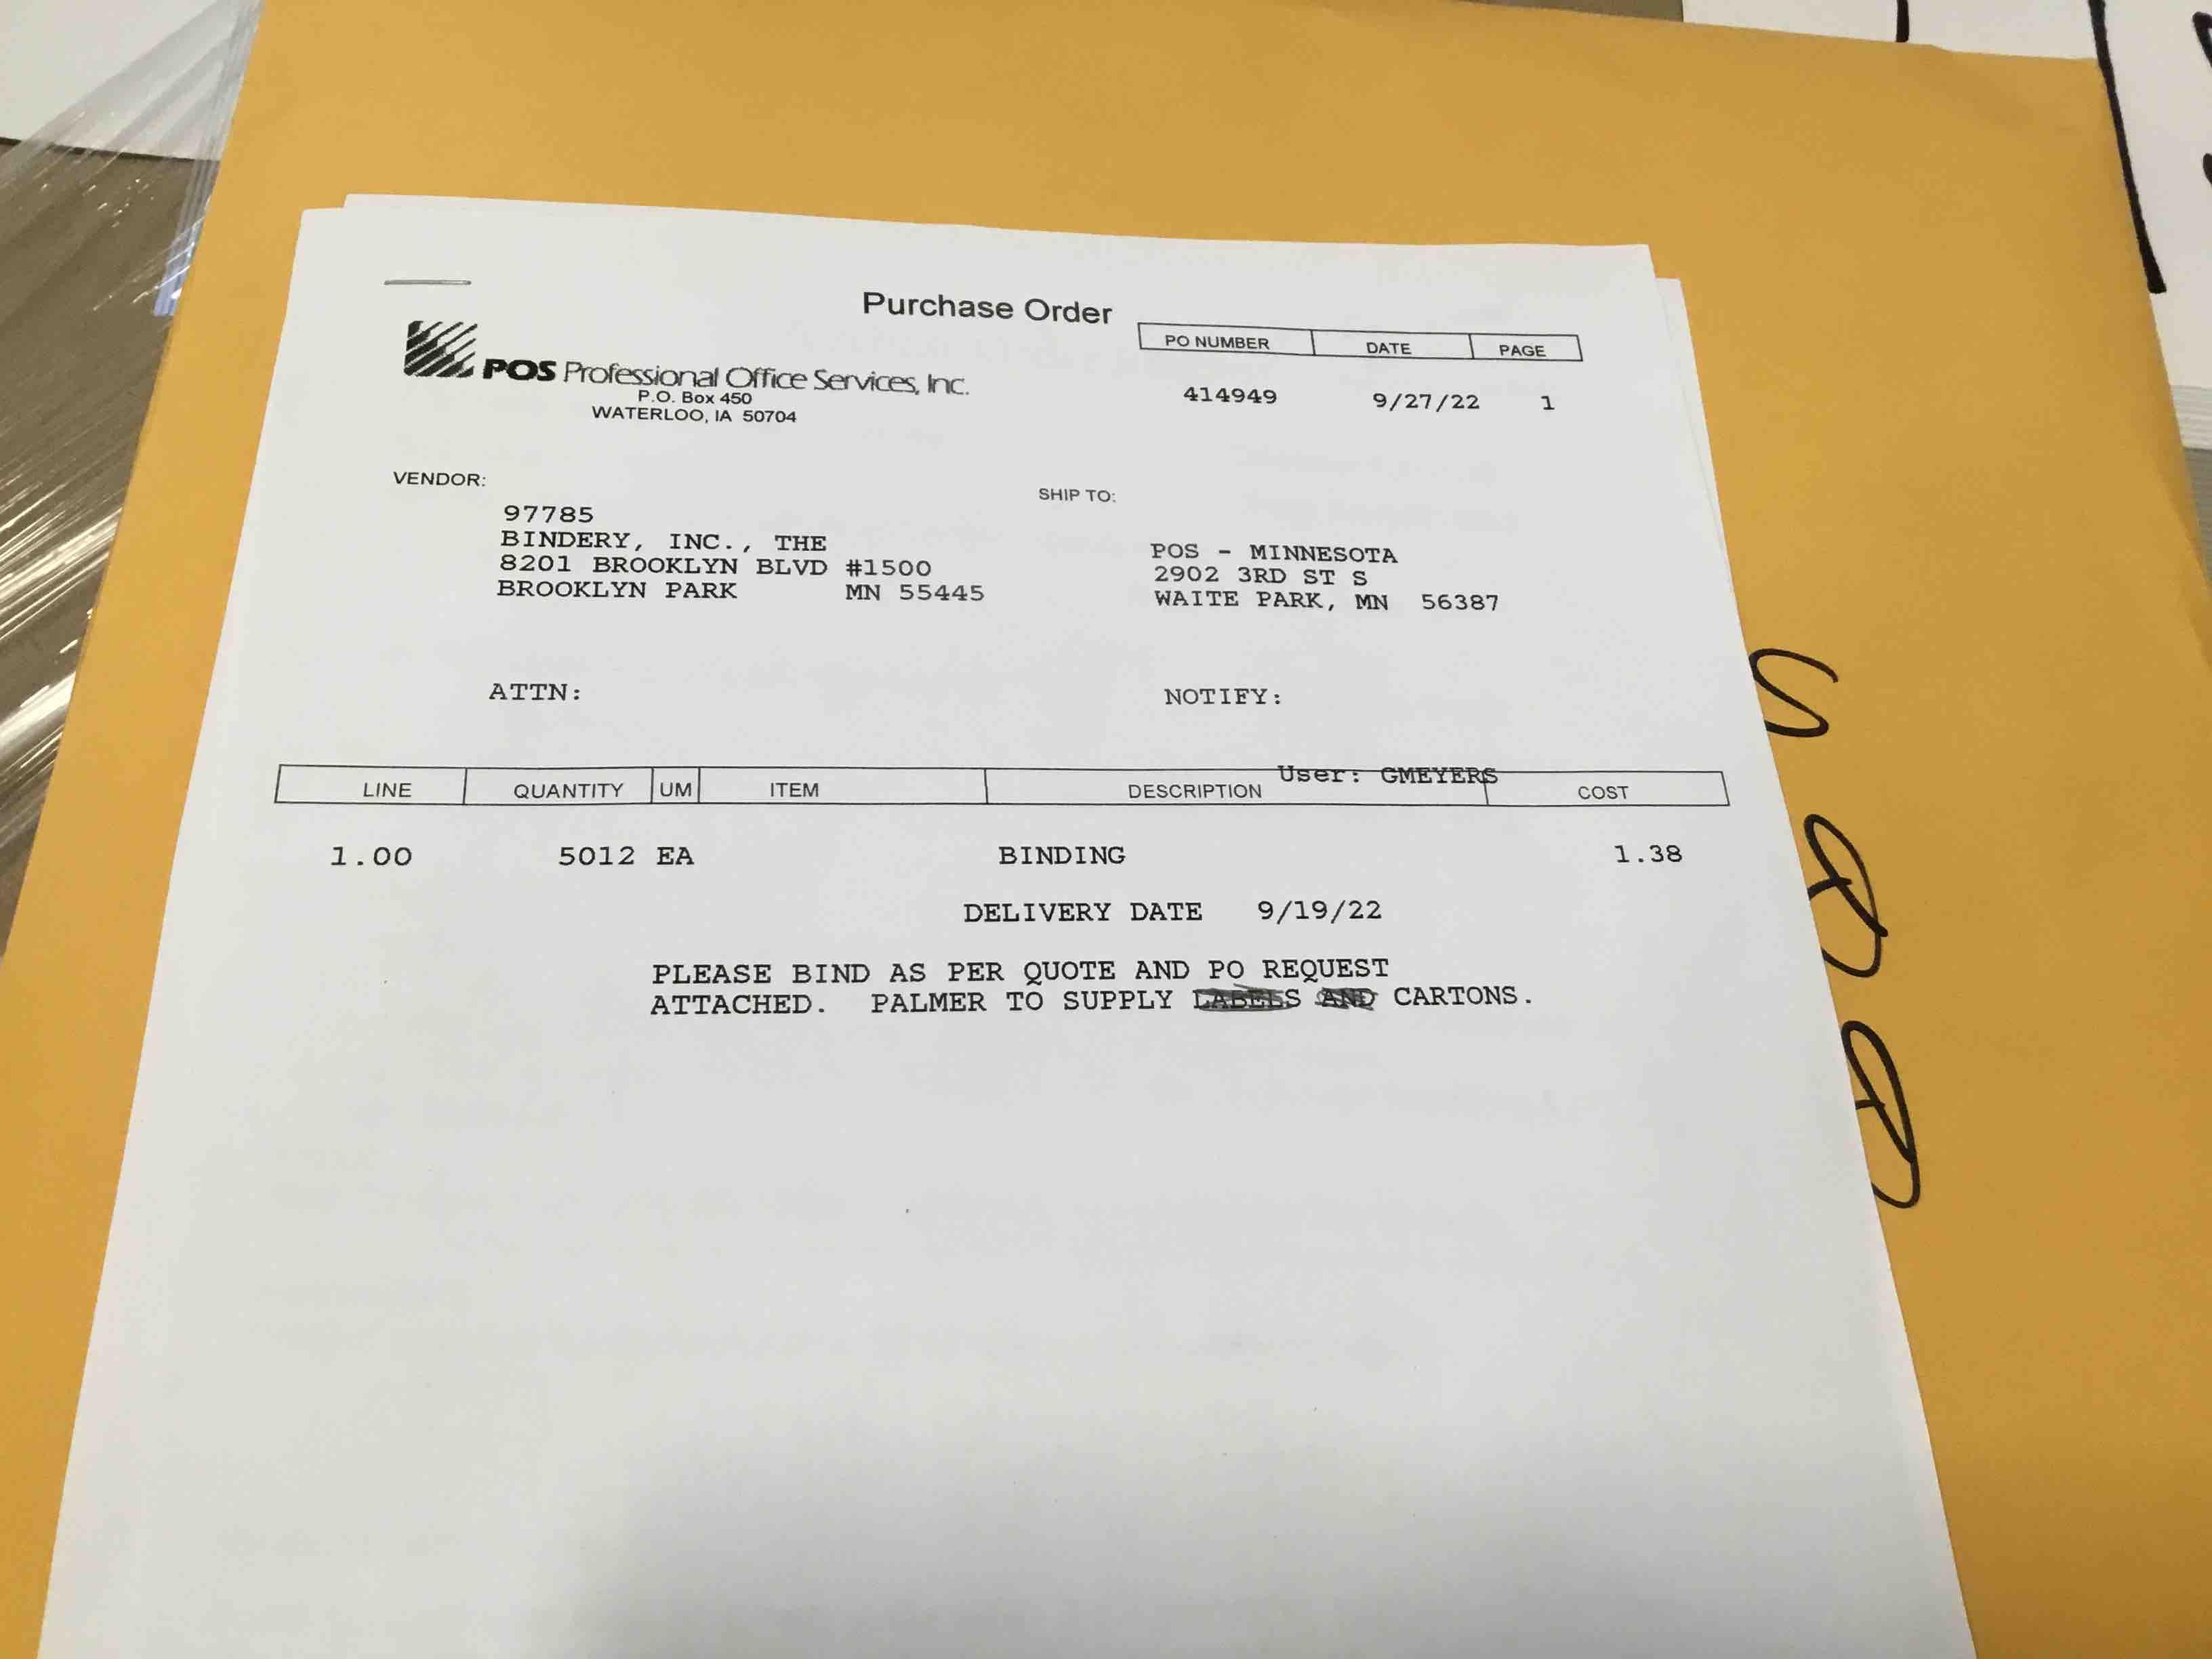 Purchase Order
PO NUMBER DATE PAGE
POS Professional Office Services, Inc.
P.O. Box 450
WATERLOO, IA 50704
414949 9/27/22 1
VENDOR:
97785
BINDERY, INC., THE
8201 BROOKLYN BLVD #1500
BROOKLYN PARK MN 55445
SHIP TO:
POS - MINNESOTA
2902 3RD ST S
WAITE PARK, MN 56387
ATTN:
NOTIFY:
User: GMEYERS
LINE QUANTITY UM ITEM DESCRIPTION COST
1.00 5012 EA BINDING 1.38
DELIVERY DATE 9/19/22
PLEASE BIND AS PER QUOTE AND PO REQUEST
ATTACHED. PALMER TO SUPPLY LABELS AND CARTONS.